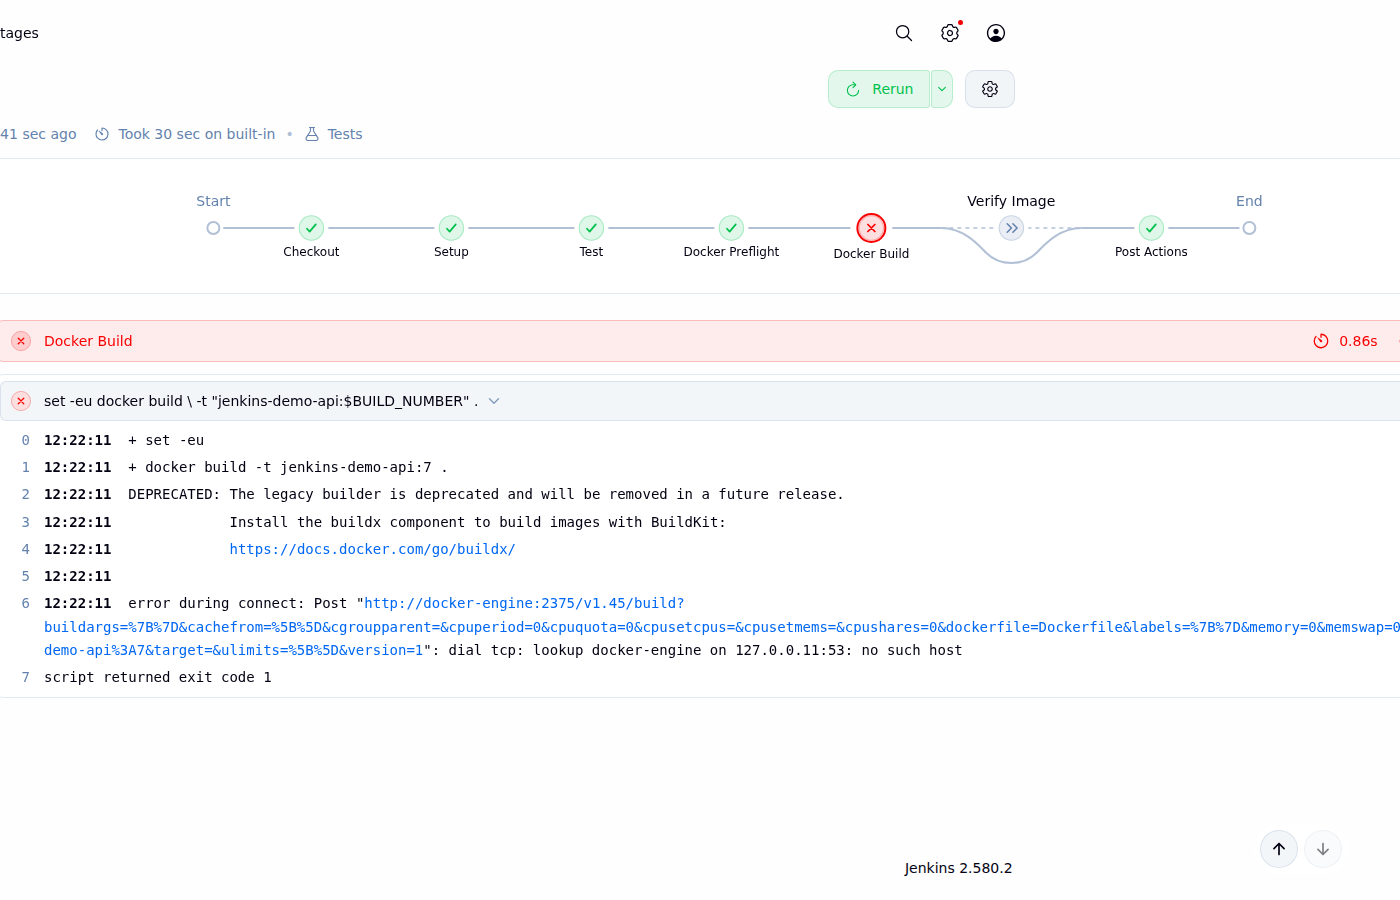 tages
Rerun
41 sec ago Took 30 sec on built-in • Tests
Start Verify Image End
Checkout Setup Test Docker Preflight Docker Build Post Actions
Docker Build 0.86s
set -eu docker build \ -t "jenkins-demo-api:$BUILD_NUMBER" .
0 12:22:11 + set -eu
1 12:22:11 + docker build -t jenkins-demo-api:7 .
2 12:22:11 DEPRECATED: The legacy builder is deprecated and will be removed in a future release.
3 12:22:11 Install the buildx component to build images with BuildKit:
4 12:22:11 https://docs.docker.com/go/buildx/
5 12:22:11
6 12:22:11 error during connect: Post "http://docker-engine:2375/v1.45/build?
buildargs=%7B%7D&cachefrom=%5B%5D&cgroupparent=&cpuperiod=0&cpuquota=0&cpusetcpus=&cpusetmems=&cpushares=0&dockerfile=Dockerfile&labels=%7B%7D&memory=0&memswap=0
demo-api%3A7&target=&ulimits=%5B%5D&version=1": dial tcp: lookup docker-engine on 127.0.0.11:53: no such host
7 script returned exit code 1
Jenkins 2.580.2